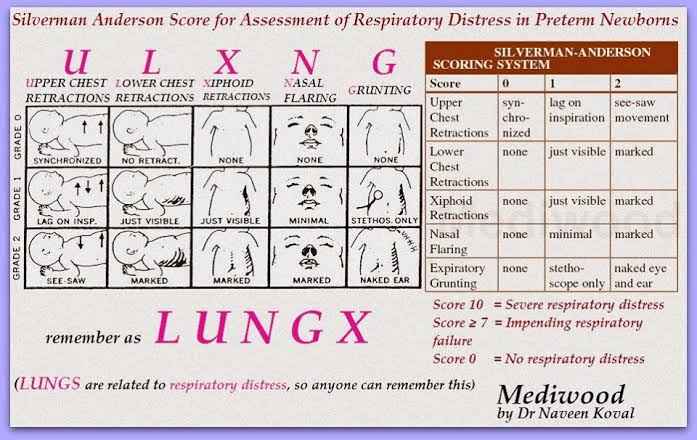 Silverman Anderson Score for Assessment of Respiratory Distress in Preterm Newborns
U L X N G
UPPER CHEST RETRACTIONS
LOWER CHEST RETRACTIONS
XIPHOID RETRACTIONS
NASAL FLARING
GRUNTING
GRADE 0
SYNCHRONIZED
NO RETRACT.
NONE
NONE
NONE
GRADE 1
LAG ON INSP.
JUST VISIBLE
JUST VISIBLE
MINIMAL
STETHOS. ONLY
GRADE 2
SEE-SAW
MARKED
MARKED
MARKED
NAKED EAR
remember as L U N G X
(LUNGS are related to respiratory distress, so anyone can remember this)
SILVERMAN-ANDERSON
SCORING SYSTEM
Score 0 1 2
Upper Chest Retractions syn-chro-nized lag on inspiration see-saw movement
Lower Chest Retractions none just visible marked
Xiphoid Retractions none just visible marked
Nasal Flaring none minimal marked
Expiratory Grunting none stetho-scope only naked eye and ear
mediwood
Score 10 = Severe respiratory distress
Score ≥ 7 = Impending respiratory
failure
Score 0 = No respiratory distress
Mediwood
by Dr Naveen Koval